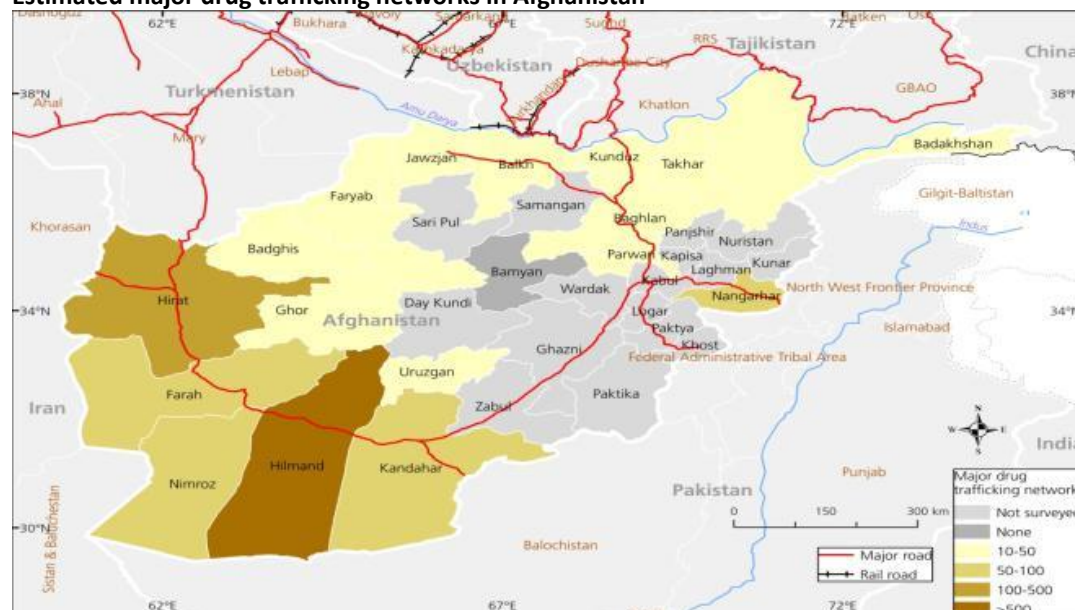 Estimated major drug trafficking networks in Afghanistan
62°E
72°E
Bukhara
Uzbekistan
Dushanbe City
RRS
Tajikistan
China
Lebap
Turkmenistan
38°N
38°N
Ahal
Mary
Amu Darya
Khatlon
GBAO
Jawzjan
Balkh
Kunduz
Takhar
Badakhshan
Faryab
Samangan
Gilgit-Baltistan
Sari Pul
Baghlan
Indus
Khorasan
Panjshir
Nuristan
Badghis
Parwan
Kapisa
Kunar
Laghman
Bamyan
Kabul
Wardak
Nangarhar
North West Frontier Province
Hirat
Day Kundi
34°N
34°N
Ghor
Afghanistan
Logar
Islamabad
Paktya
Khost
Ghazni
Federal Administrative Tribal Area
Uruzgan
Iran
Farah
Paktika
Zabul
N
W
E
S
Hilmand
Kandahar
Nimroz
Punjab
Pakistan
0
150
300 km
30°N
Balochistan
Sistan & Baluchestan
Major road
Rail road
Major drug
trafficking network
Not surveyed
None
10-50
50-100
100-500
>500
62°E
67°E
72°E